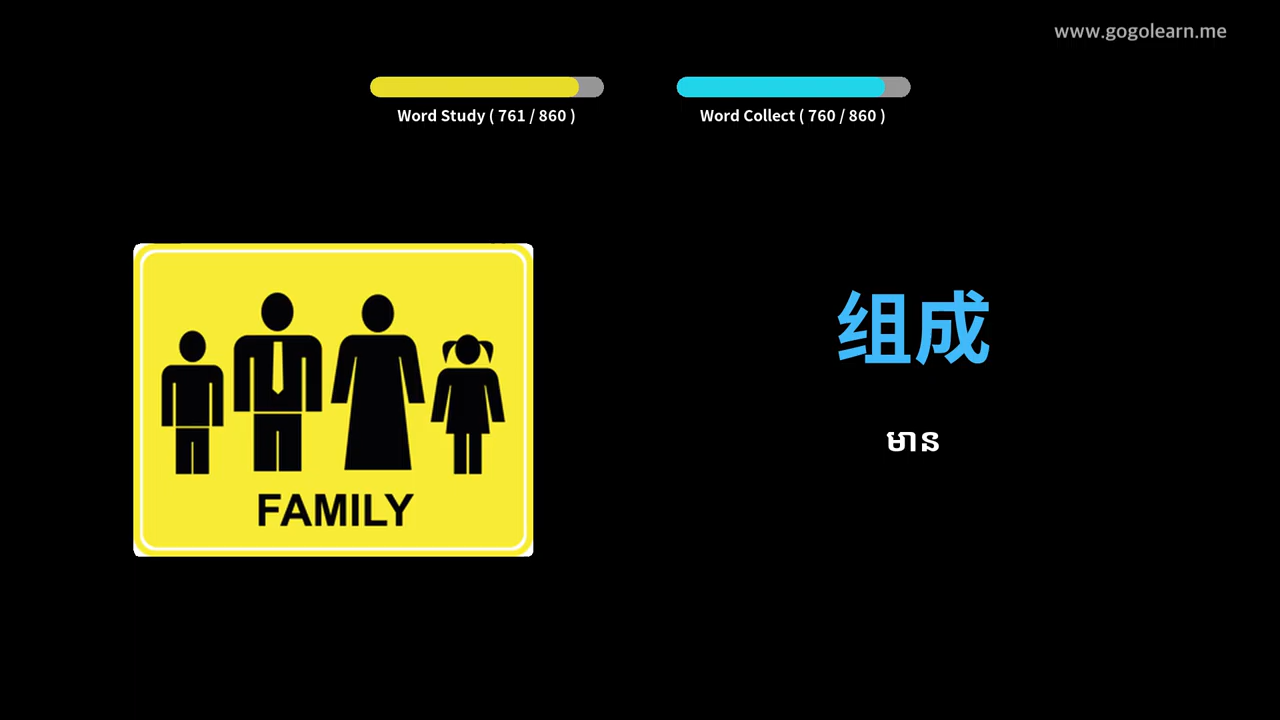 www.gogolearn.me
Word Study ( 761 / 860 )
Word Collect ( 760 / 860 )
组成
មាន
FAMILY